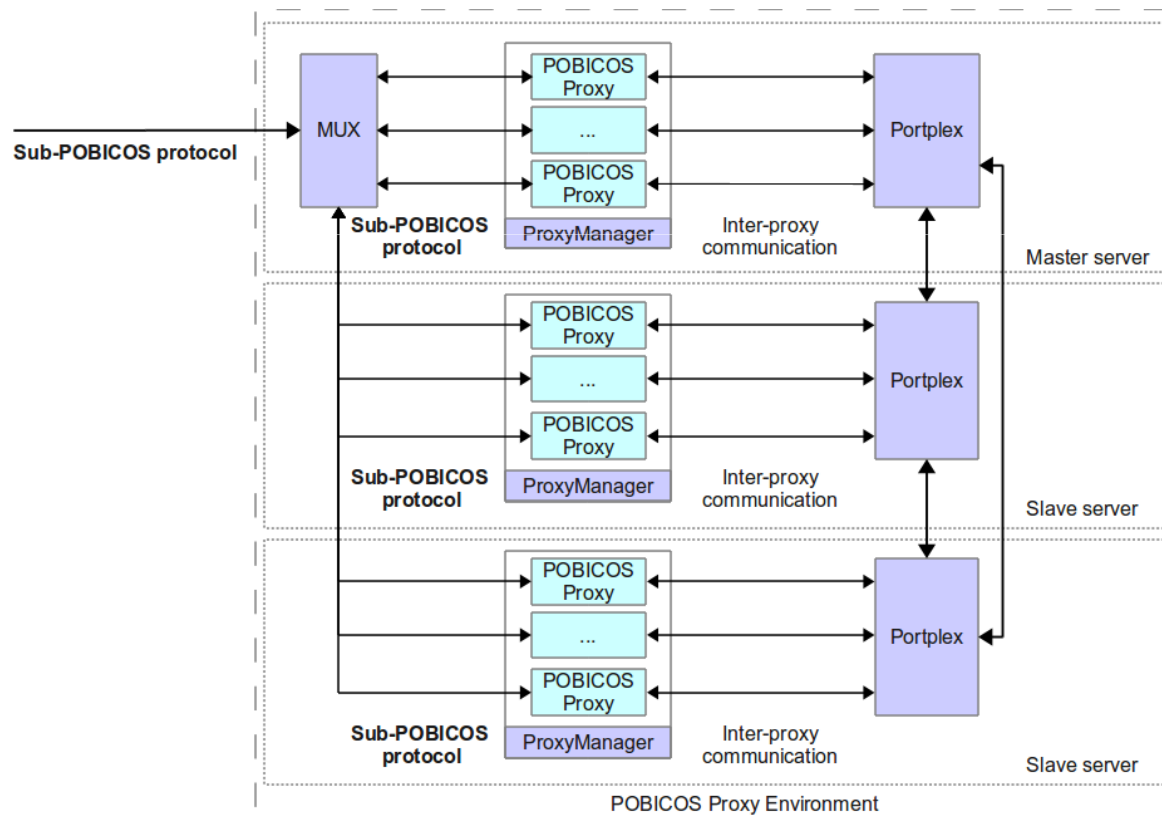 POBICOS
Proxy
MUX
...
Portplex
Sub-POBICOS protocol
POBICOS
Proxy
Sub-POBICOS
protocol
ProxyManager
Inter-proxy
communication
Master server
POBICOS
Proxy
...
Portplex
POBICOS
Proxy
Sub-POBICOS
protocol
ProxyManager
Inter-proxy
communication
Slave server
POBICOS
Proxy
...
Portplex
POBICOS
Proxy
Sub-POBICOS
protocol
ProxyManager
Inter-proxy
communication
Slave server
POBICOS Proxy Environment